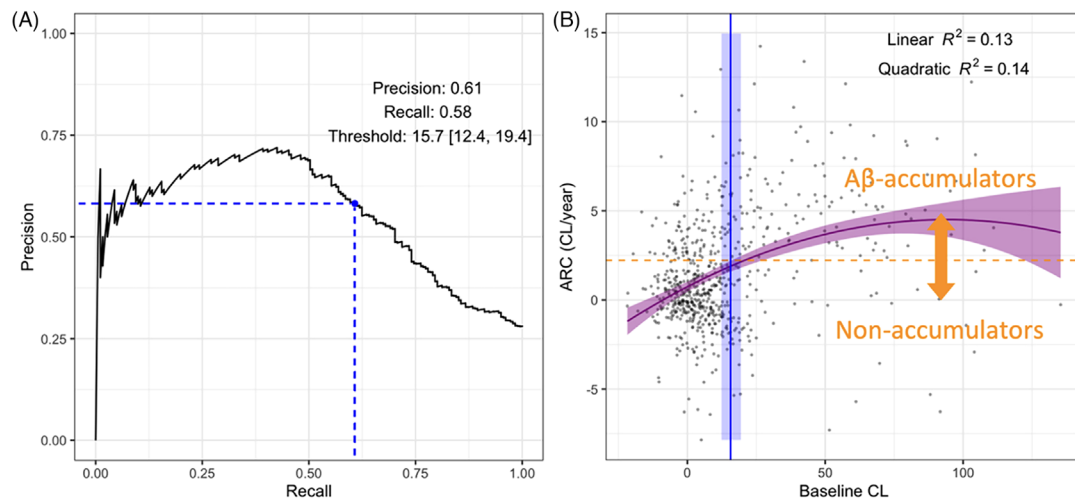 (A)
1.00
0.75
0.50
0.25
0.00
Precision
Precision: 0.61
Recall: 0.58
Threshold: 15.7 [12.4, 19.4]
0.00 0.25 0.50 0.75 1.00
Recall
(B)
15
10
5
0
-5
ARC (CL/year)
Linear R² = 0.13
Quadratic R² = 0.14
Aβ-accumulators
Non-accumulators
0 50 100
Baseline CL